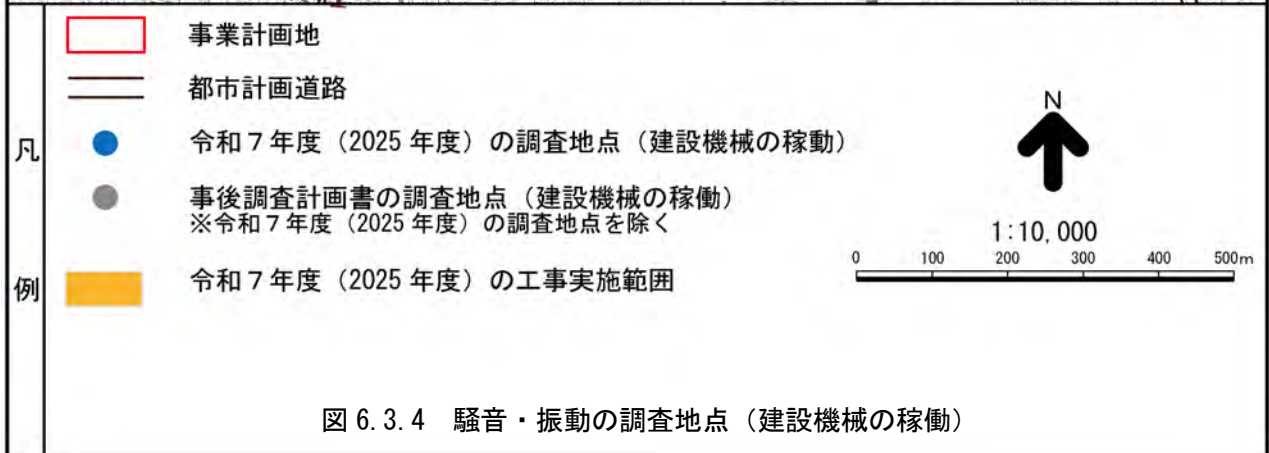 凡例
事業計画地
都市計画道路
令和７年度（2025 年度）の調査地点（建設機械の稼動）
事後調査計画書の調査地点（建設機械の稼働）
※令和７年度（2025 年度）の調査地点を除く
令和７年度（2025 年度）の工事実施範囲
N
1:10,000
0 100 200 300 400 500m
図 6.3.4 騒音・振動の調査地点（建設機械の稼働）